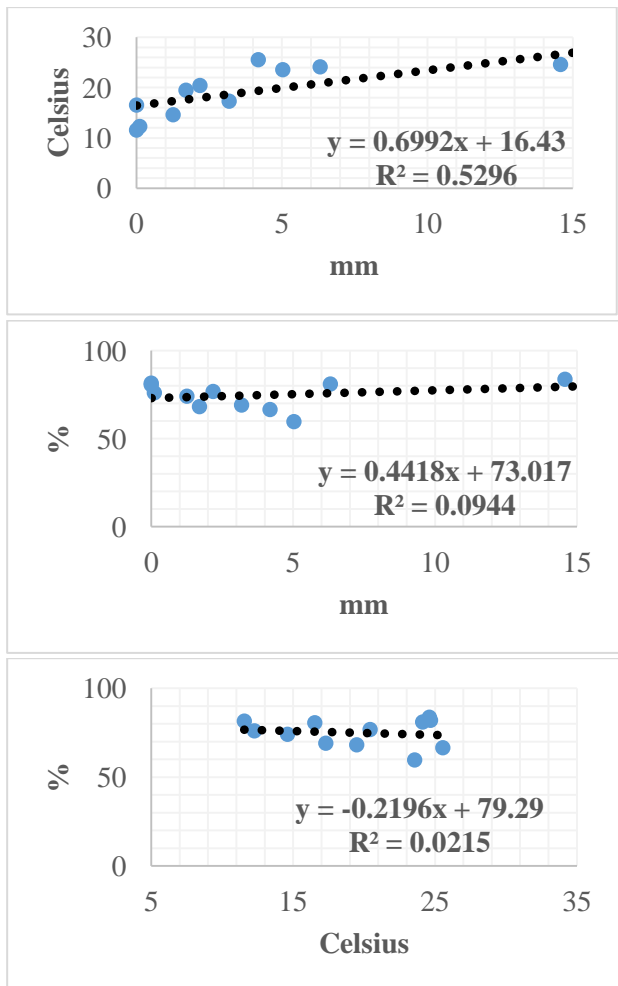 30
20
10
0
Celsius
y = 0.6992x + 16.43
R² = 0.5296
0 5 10 15
mm
100
50
0
%
y = 0.4418x + 73.017
R² = 0.0944
0 5 10 15
mm
100
50
0
%
y = -0.2196x + 79.29
R² = 0.0215
5 15 25 35
Celsius